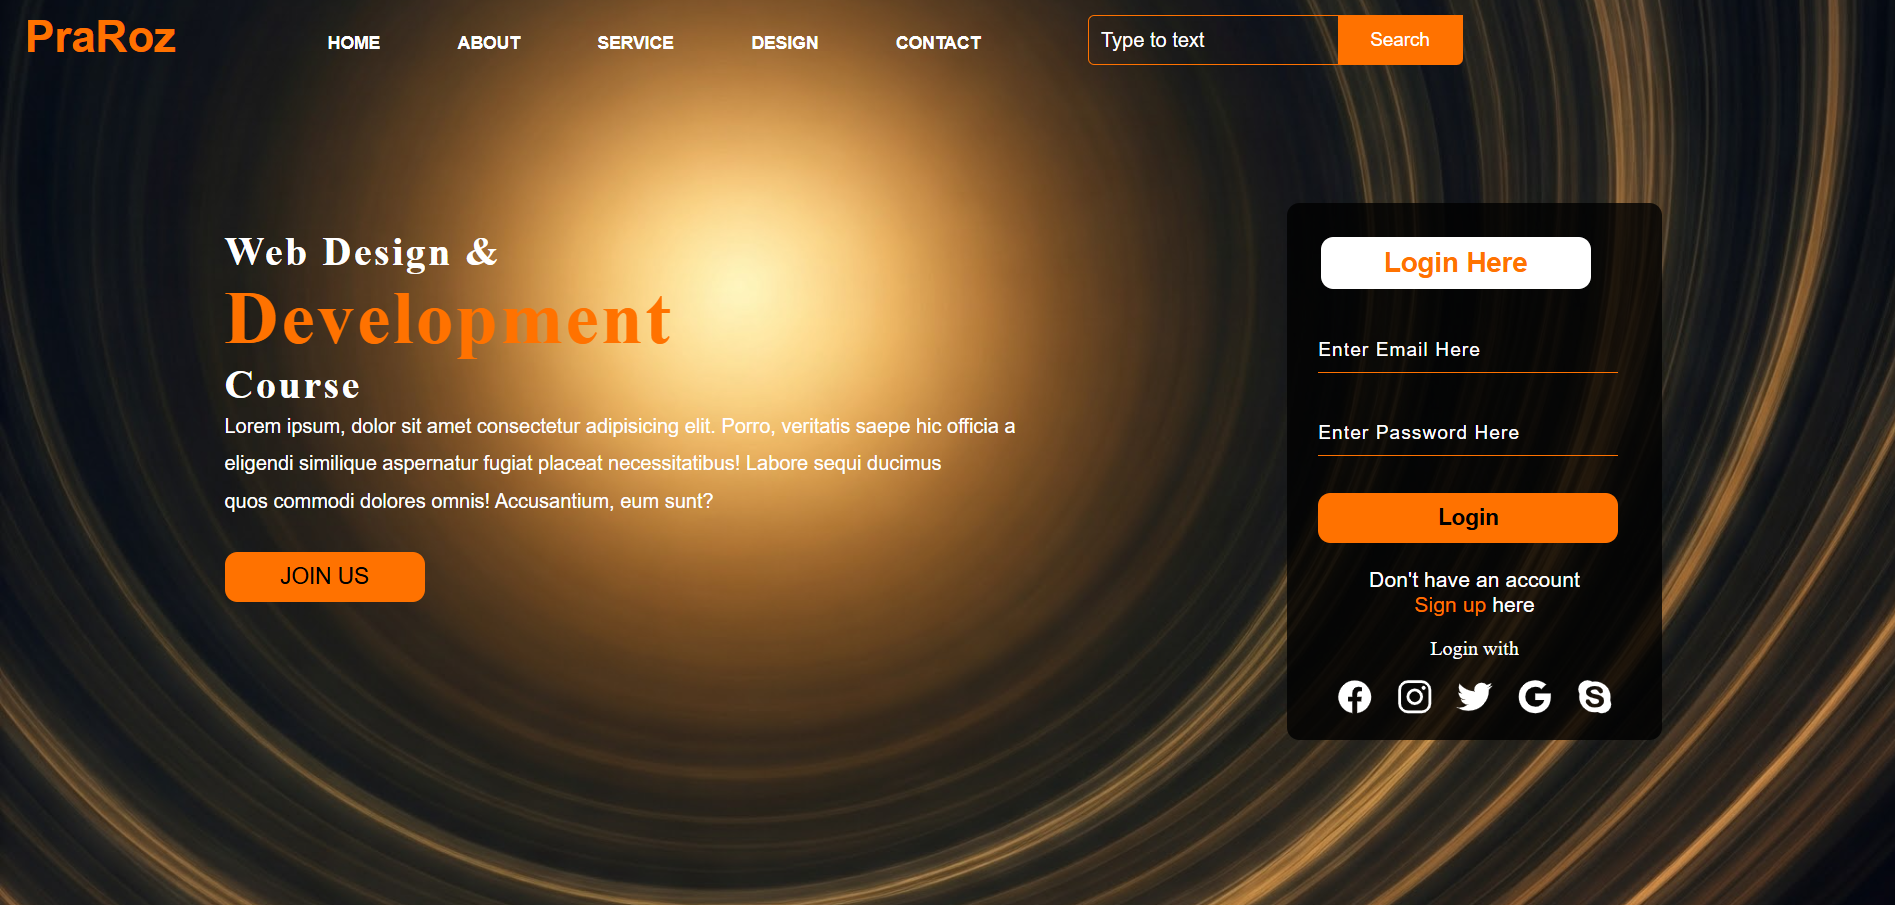 PraRoz
HOME ABOUT SERVICE DESIGN CONTACT
Type to text Search
Web Design &
Development
Course
Lorem ipsum, dolor sit amet consectetur adipisicing elit. Porro, veritatis saepe hic officia a
eligendi similique aspernatur fugiat placeat necessitatibus! Labore sequi ducimus
quos commodi dolores omnis! Accusantium, eum sunt?
JOIN US
Login Here
Enter Email Here
Enter Password Here
Login
Don't have an account
Sign up here
Login with